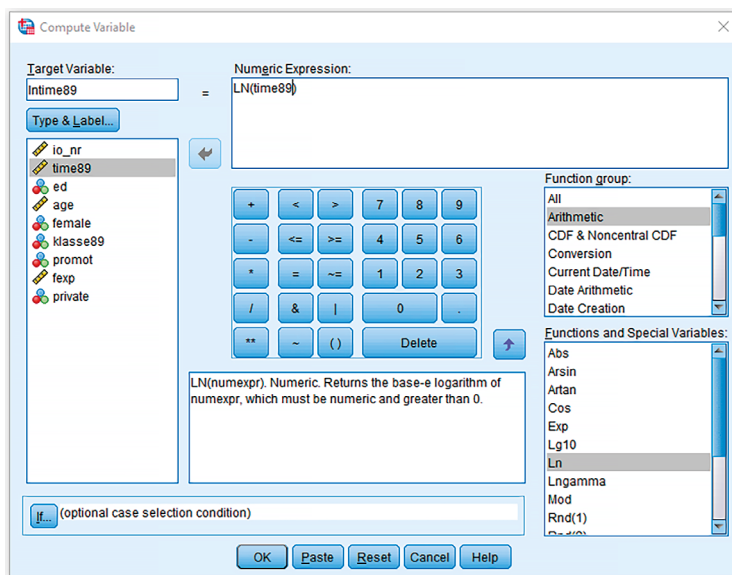 Compute Variable
Target Variable:
lntime89
=
Numeric Expression:
LN(time89)
Type & Label...
io_nr
time89
ed
age
female
klasse89
promot
fexp
private
+ < > 7 8 9
- <= >= 4 5 6
* = ~= 1 2 3
/ & | 0 .
** ~ ( ) Delete
LN(numexpr). Numeric. Returns the base-e logarithm of
numexpr, which must be numeric and greater than 0.
Function group:
All
Arithmetic
CDF & Noncentral CDF
Conversion
Current Date/Time
Date Arithmetic
Date Creation
Functions and Special Variables:
Abs
Arsin
Artan
Cos
Exp
Lg10
Ln
Lngamma
Mod
Rnd(1)
If... (optional case selection condition)
OK Paste Reset Cancel Help